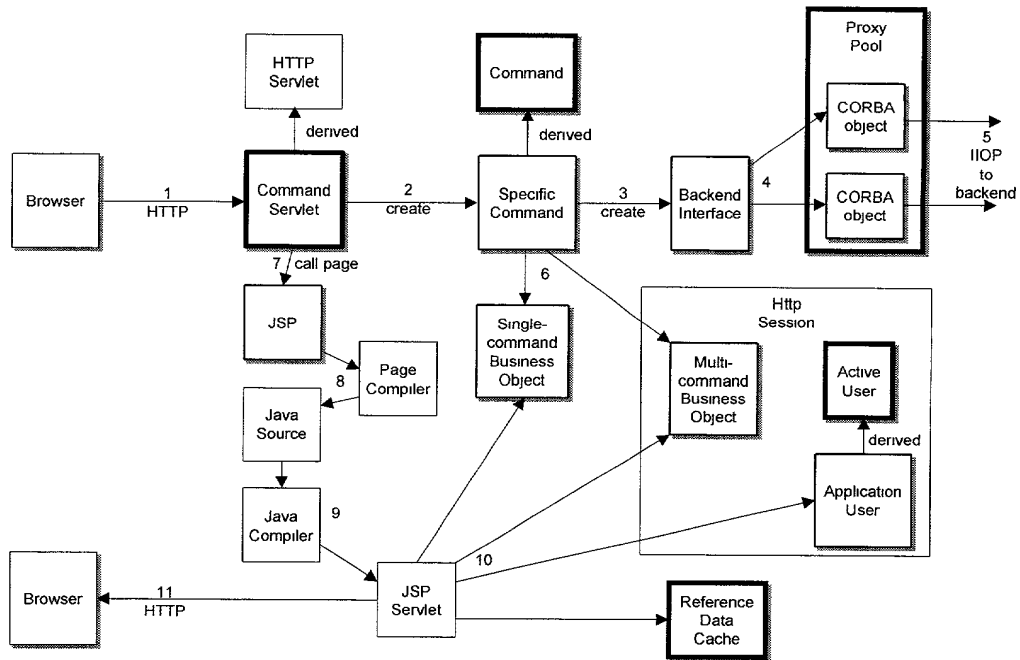 Proxy
Pool
HTTP
Servlet
Command
CORBA
object
derived
derived
5
IIOP
to
backend
Browser
1
HTTP
Command
Servlet
2
create
Specific
Command
3
create
Backend
Interface
4
CORBA
object
7 call page
6
JSP
Single-
command
Business
Object
Http
Session
Multi-
command
Business
Object
Active
User
Page
Compiler
8
Java
Source
derived
Application
User
Java
Compiler
9
10
Browser
11
HTTP
JSP
Servlet
Reference
Data
Cache